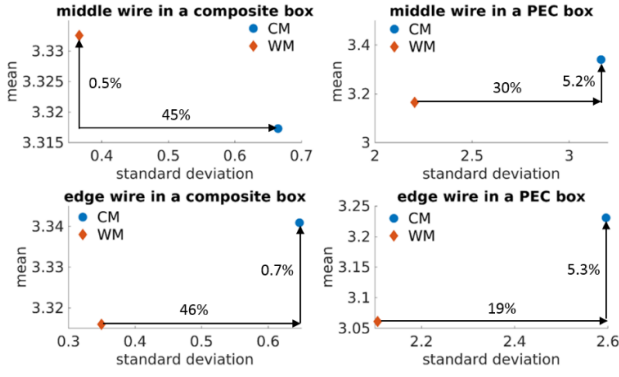 middle wire in a composite box
CM
WM
3.33
3.325
3.32
3.315
mean
0.5%
45%
0.4
0.5
0.6
0.7
standard deviation
middle wire in a PEC box
CM
WM
3.4
3.2
3
mean
30%
5.2%
2
2.5
3
standard deviation
edge wire in a composite box
CM
WM
3.34
3.33
3.32
mean
0.7%
46%
0.3
0.4
0.5
0.6
standard deviation
edge wire in a PEC box
CM
WM
3.25
3.2
3.15
3.1
3.05
mean
5.3%
19%
2.2
2.4
2.6
standard deviation